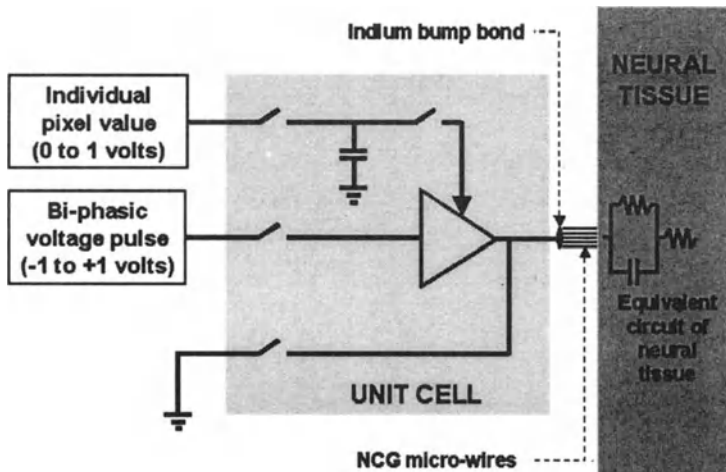 Indium bump bond
NEURAL
TISSUE
Individual
pixel value
(0 to 1 volts)
Bi-phasic
voltage pulse
(-1 to +1 volts)
Equivalent
circuit of
neural
tissue
UNIT CELL
NCG micro-wires